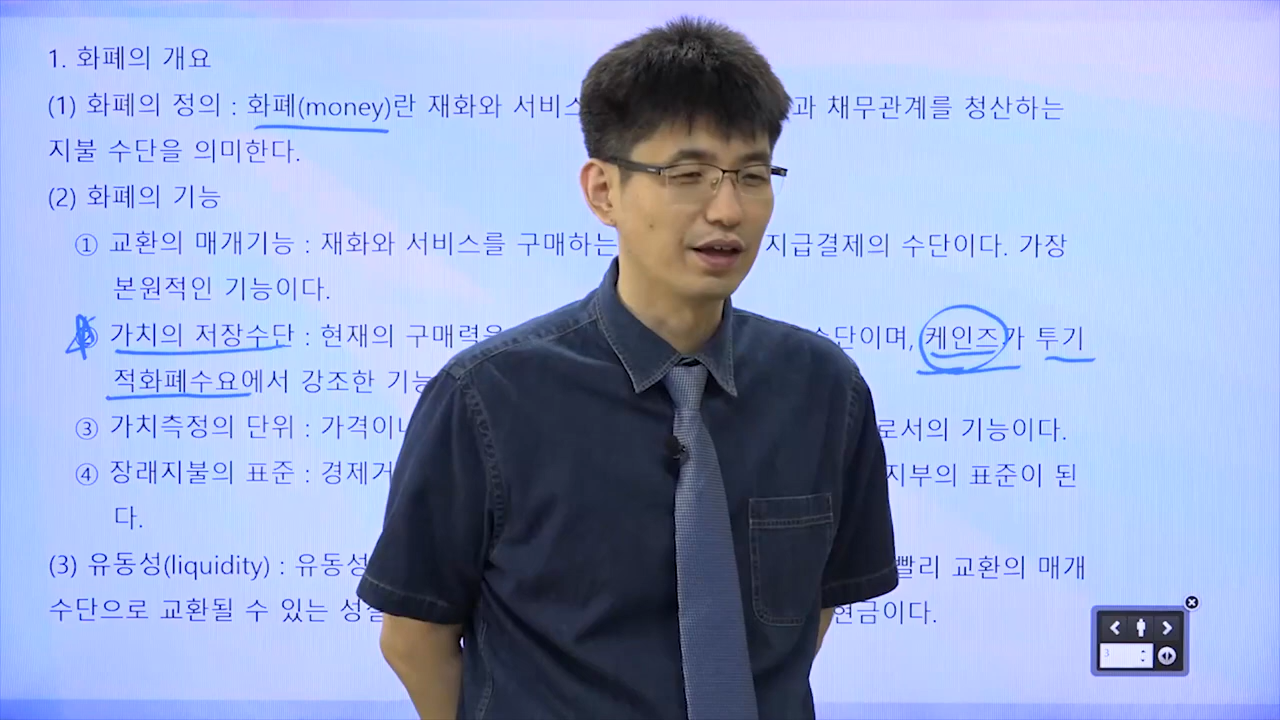 1. 화폐의 개요
(1) 화폐의 정의 : 화폐(money)란 재화와 서비스 과 채무관계를 청산하는
지불 수단을 의미한다.
(2) 화폐의 기능
① 교환의 매개기능 : 재화와 서비스를 구매하는 지급결제의 수단이다. 가장
본원적인 기능이다.
가치의 저장수단 : 현재의 구매력을 수단이며, 케인즈가 투기
적화폐수요에서 강조한 기능
③ 가치측정의 단위 : 가격이나 로서의 기능이다.
④ 장래지불의 표준 : 경제거 지부의 표준이 된
다.
(3) 유동성(liquidity) : 유동성 빨리 교환의 매개
수단으로 교환될 수 있는 성질 현금이다.
3